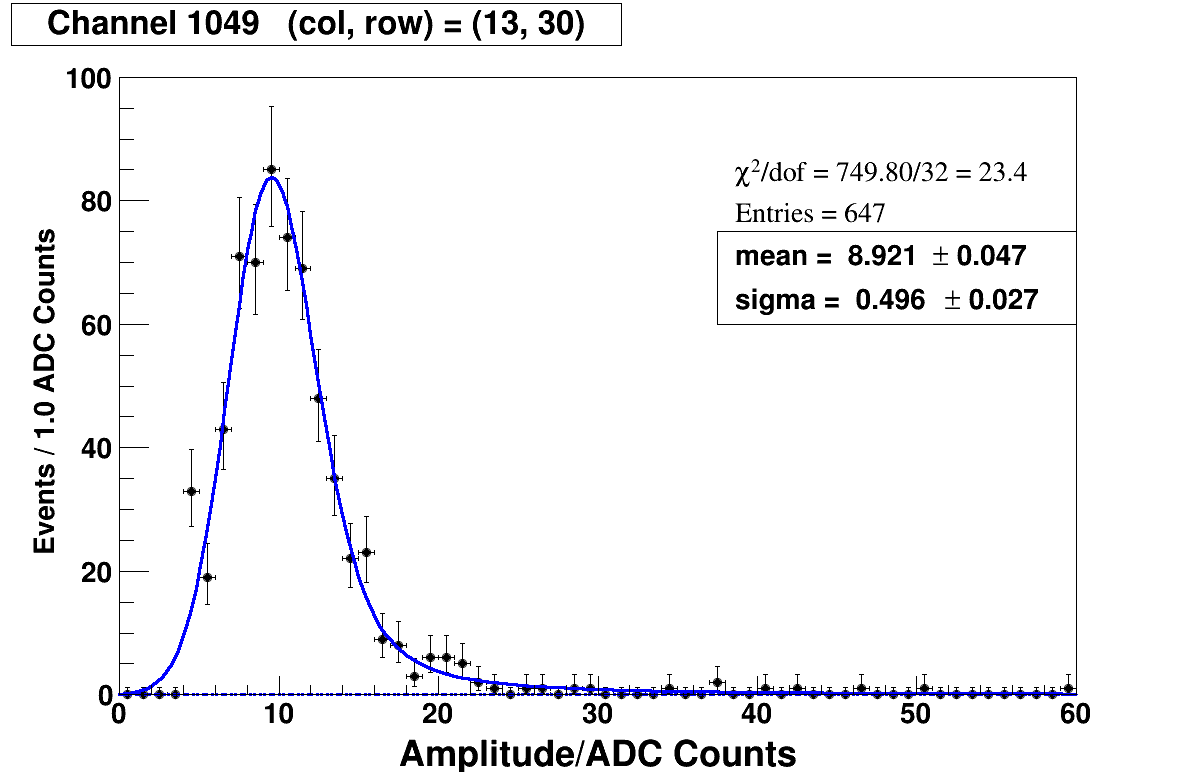 Channel 1049 (col, row) = (13, 30)
100
80
60
40
20
0
Events / 1.0 ADC Counts
χ²/dof = 749.80/32 = 23.4
Entries = 647
mean = 8.921 ± 0.047
sigma = 0.496 ± 0.027
0 10 20 30 40 50 60
Amplitude/ADC Counts